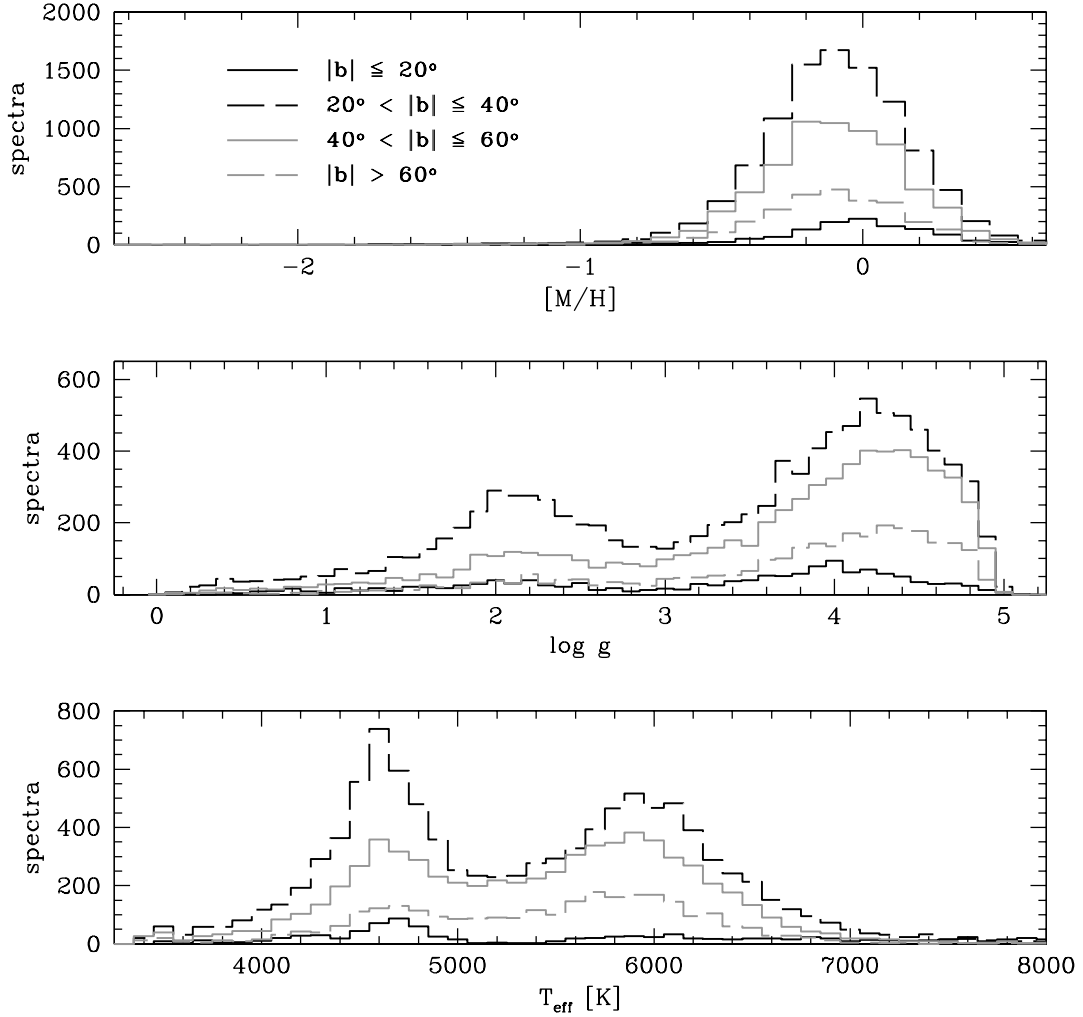 2000
1500
1000
500
0
spectra
|b| ≦ 20°
20° < |b| ≦ 40°
40° < |b| ≦ 60°
|b| > 60°
-2 -1 0
[M/H]
600
400
200
0
spectra
0 1 2 3 4 5
log g
800
600
400
200
0
spectra
4000 5000 6000 7000 8000
Teff [K]